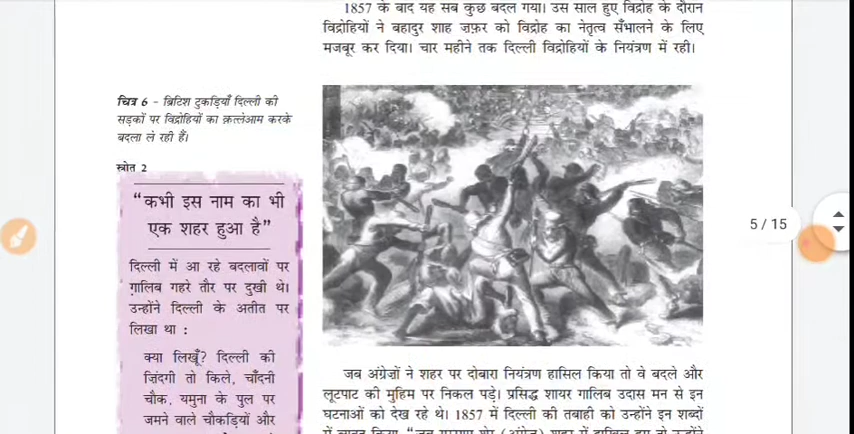 1857 के बाद यह सब कुछ बदल गया। उस साल हुए विद्रोह के दौरान
विद्रोहियों ने बहादुर शाह ज़फ़र को विद्रोह का नेतृत्व सँभालने के लिए
मजबूर कर दिया। चार महीने तक दिल्ली विद्रोहियों के नियंत्रण में रही।
चित्र 6 – ब्रिटिश टुकड़ियाँ दिल्ली की
सड़कों पर विद्रोहियों का क़त्लेआम करके
बदला ले रही हैं।
स्रोत 2
“कभी इस नाम का भी
एक शहर हुआ है”
दिल्ली में आ रहे बदलावों पर
ग़ालिब गहरे तौर पर दुखी थे।
उन्होंने दिल्ली के अतीत पर
लिखा था :
क्या लिखूँ? दिल्ली की
ज़िंदगी तो किले, चाँदनी
चौक, यमुना के पुल पर
जमने वाले चौकड़ियों और
5 / 15
जब अंग्रेज़ों ने शहर पर दोबारा नियंत्रण हासिल किया तो वे बदले और
लूटपाट की मुहिम पर निकल पड़े। प्रसिद्ध शायर गालिब उदास मन से इन
घटनाओं को देख रहे थे। 1857 में दिल्ली की तबाही को उन्होंने इन शब्दों